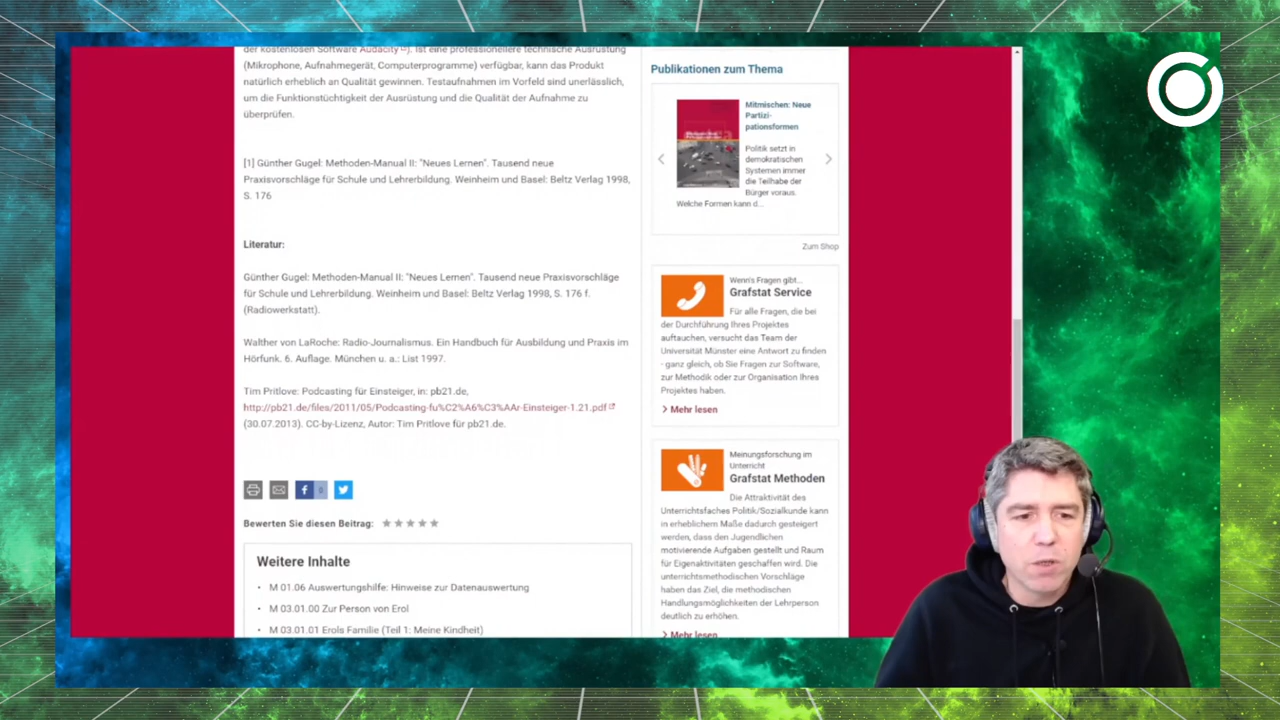 der kostenlosen Software Audacity). Ist eine professionellere technische Ausrüstung
(Mikrophone, Aufnahmegerät, Computerprogramme) verfügbar, kann das Produkt
natürlich erheblich an Qualität gewinnen. Testaufnahmen im Vorfeld sind unerlässlich,
um die Funktionstüchtigkeit der Ausrüstung und die Qualität der Aufnahme zu
überprüfen.
[1] Günther Gugel: Methoden-Manual II: "Neues Lernen". Tausend neue
Praxisvorschläge für Schule und Lehrerbildung. Weinheim und Basel: Beltz Verlag 1998,
S. 176
Literatur:
Günther Gugel: Methoden-Manual II: "Neues Lernen". Tausend neue Praxisvorschläge
für Schule und Lehrerbildung. Weinheim und Basel: Beltz Verlag 1998, S. 176 f.
(Radiowerkstatt).
Walther von LaRoche: Radio-Journalismus. Ein Handbuch für Ausbildung und Praxis im
Hörfunk. 6. Auflage. München u. a.: List 1997.
Tim Pritlove: Podcasting für Einsteiger, in: pb21.de,
http://pb21.de/files/2011/05/Podcasting-fu%C2%A6%C3%AAr-Einsteiger-1.21.pdf
(30.07.2013). CC-by-Lizenz, Autor: Tim Pritlove für pb21.de.
0
Bewerten Sie diesen Beitrag:
Weitere Inhalte
• M 01.06 Auswertungshilfe: Hinweise zur Datenauswertung
• M 03.01.00 Zur Person von Erol
• M 03.01.01 Erols Familie (Teil 1: Meine Kindheit)
Publikationen zum Thema
Mitmischen: Neue
Partizi-
pationsformen
Politik setzt in
demokratischen
Systemen immer
die Teilhabe der
Bürger voraus.
Welche Formen kann d...
Zum Shop
Wenn's Fragen gibt...
Grafstat Service
Für alle Fragen, die bei
der Durchführung Ihres Projektes
auftauchen, versucht das Team der
Universität Münster eine Antwort zu finden
- ganz gleich, ob Sie Fragen zur Software,
zur Methodik oder zur Organisation Ihres
Projektes haben.
Mehr lesen
Meinungsforschung im
Unterricht
Grafstat Methoden
Die Attraktivität des
Unterrichtsfaches Politik/Sozialkunde kann
in erheblichem Maße dadurch gesteigert
werden, dass den Jugendlichen
motivierende Aufgaben gestellt und Raum
für Eigenaktivitäten geschaffen wird. Die
unterrichtsmethodischen Vorschläge
haben das Ziel, die methodischen
Handlungsmöglichkeiten der Lehrperson
deutlich zu erhöhen.
Mehr lesen